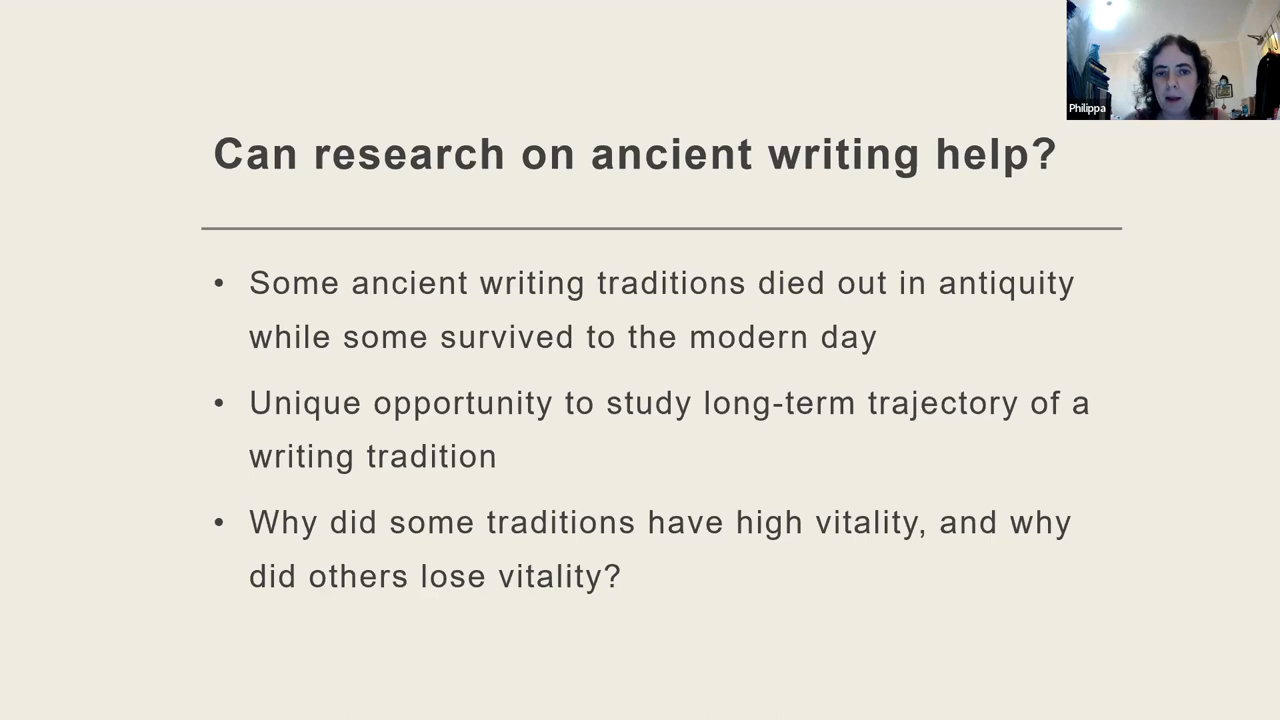 Philippa
Can research on ancient writing help?
• Some ancient writing traditions died out in antiquity
while some survived to the modern day
• Unique opportunity to study long-term trajectory of a
writing tradition
• Why did some traditions have high vitality, and why
did others lose vitality?